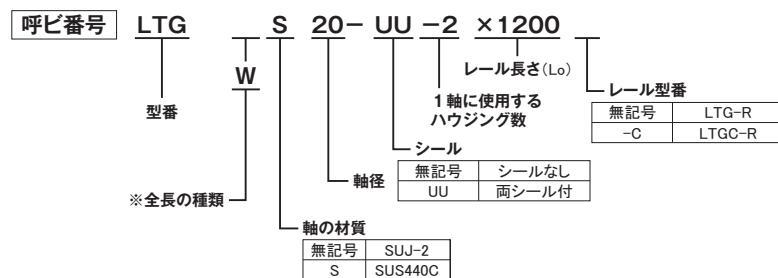 呼ビ番号 LTG S 20- UU -2 ×1200
W
レール長さ(Lo)
型番
1軸に使用する
ハウジング数
レール型番
無記号 LTG-R
-C LTGC-R
シール
無記号 シールなし
UU 両シール付
軸径
※全長の種類
軸の材質
無記号 SUJ-2
S SUS440C